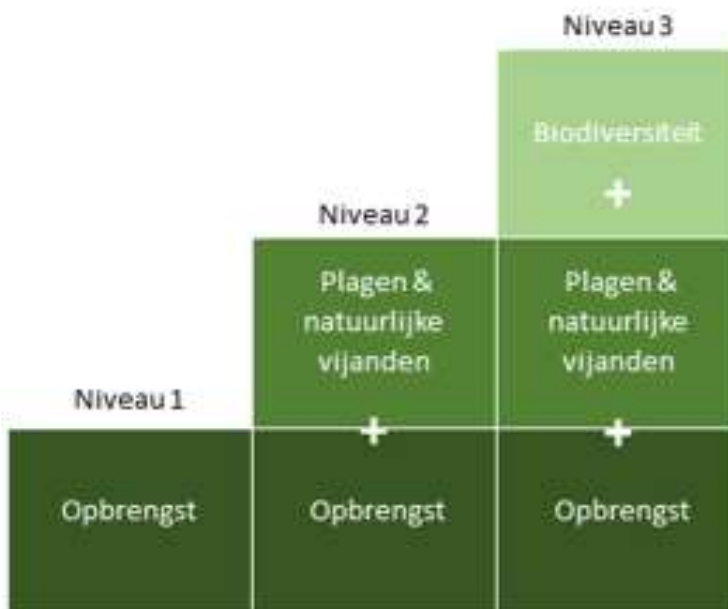 Niveau 3
Biodiversiteit
+
Niveau 2
Plagen &
natuurlijke
vijanden
Plagen &
natuurlijke
vijanden
Niveau 1
+
+
Opbrengst
Opbrengst
Opbrengst